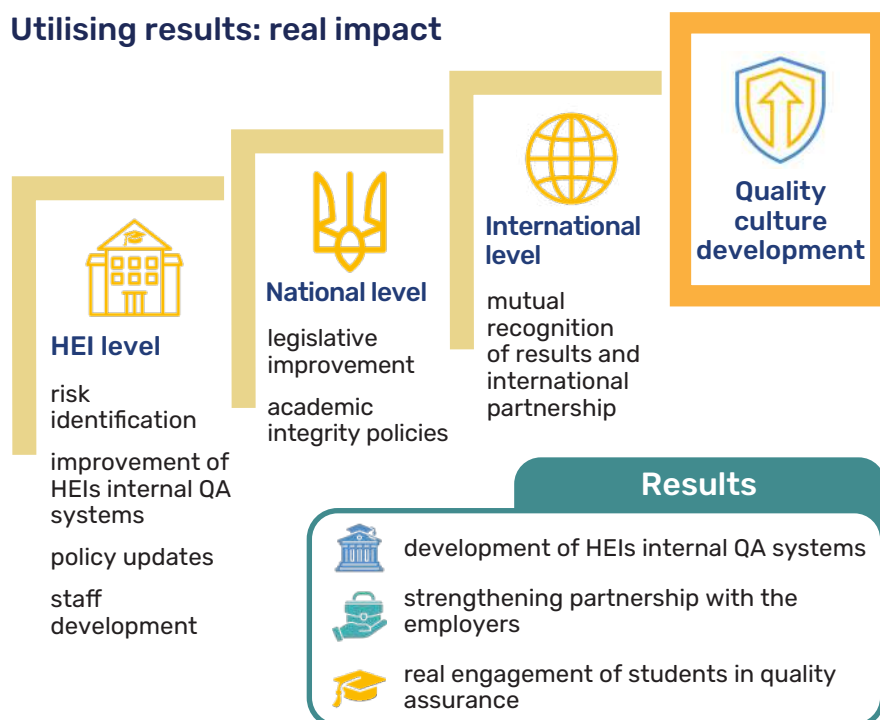 Utilising results: real impact
HEI level
risk
identification
improvement of
HEIs internal QA
systems
policy updates
staff
development
National level
legislative
improvement
academic
integrity policies
International
level
mutual
recognition
of results and
international
partnership
Quality
culture
development
Results
development of HEIs internal QA systems
strengthening partnership with the
employers
real engagement of students in quality
assurance